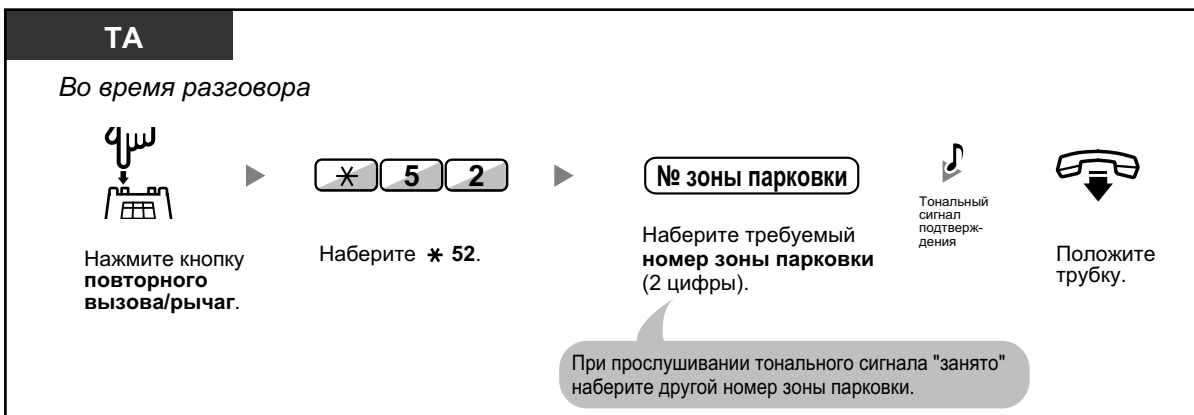 ТА
Во время разговора
✳ 5 2
№ зоны парковки
Нажмите кнопку
повторного
вызова/рычаг.
Наберите ✳ 52.
Наберите требуемый
номер зоны парковки
(2 цифры).
Тональный
сигнал
подтверж-
дения
Положите
трубку.
При прослушивании тонального сигнала "занято"
наберите другой номер зоны парковки.